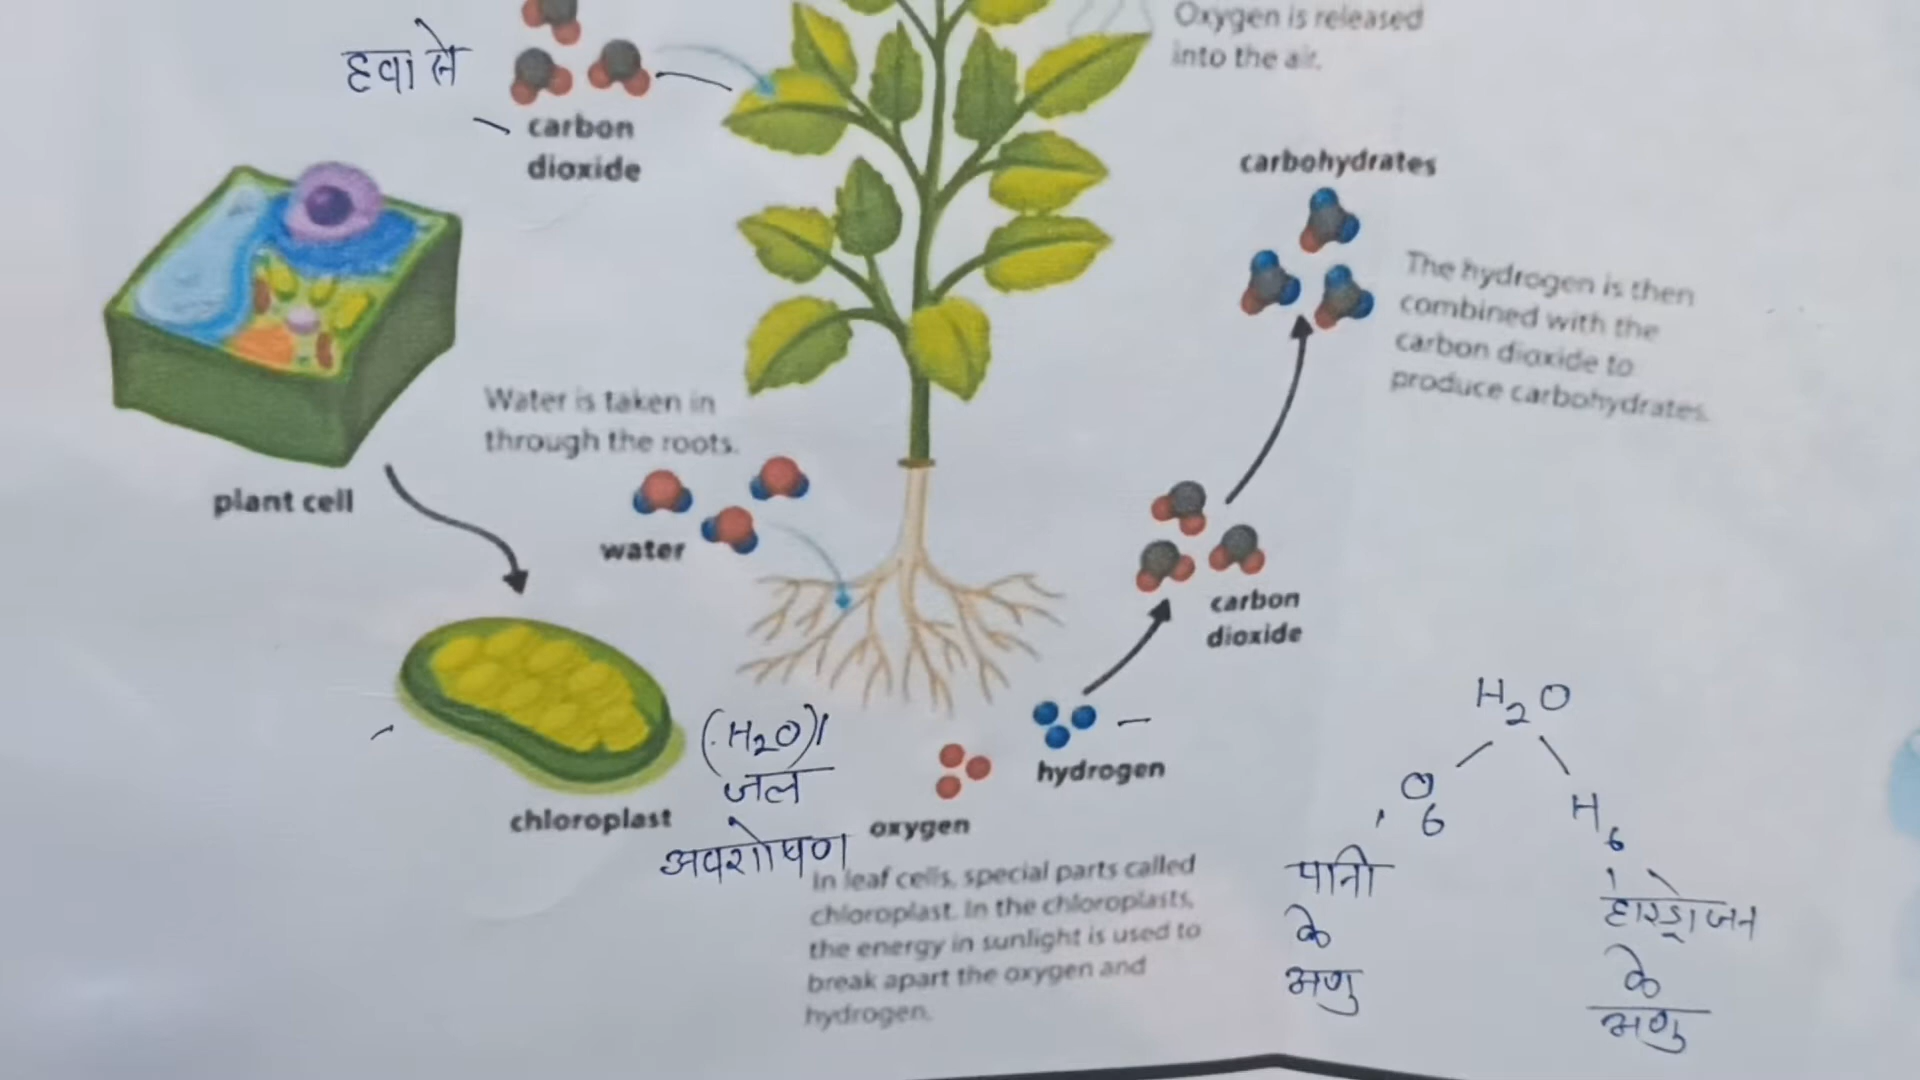 Oxygen is released
into the air.
हवा से
carbon
dioxide
carbohydrates
The hydrogen is then
combined with the
carbon dioxide to
produce carbohydrates.
Water is taken in
through the roots.
plant cell
water
carbon
dioxide
H2O
(H2O)
जल
अवशोषण
chloroplast
oxygen
hydrogen
O6
H6
पानी
के
अणु
हाइड्रोजन
के
अणु
In leaf cells, special parts called
chloroplast. In the chloroplasts,
the energy in sunlight is used to
break apart the oxygen and
hydrogen.